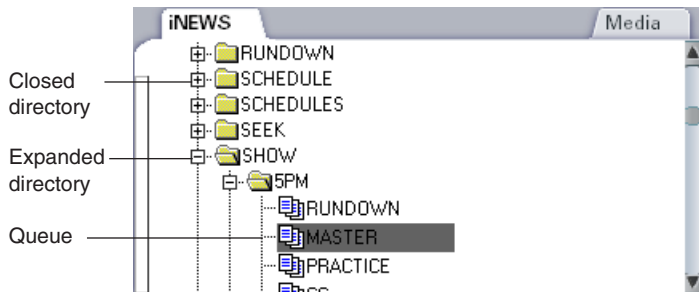 iNEWS
Media
RUNDOWN
Closed directory
SCHEDULE
SCHEDULES
SEEK
Expanded directory
SHOW
5PM
RUNDOWN
Queue
MASTER
PRACTICE